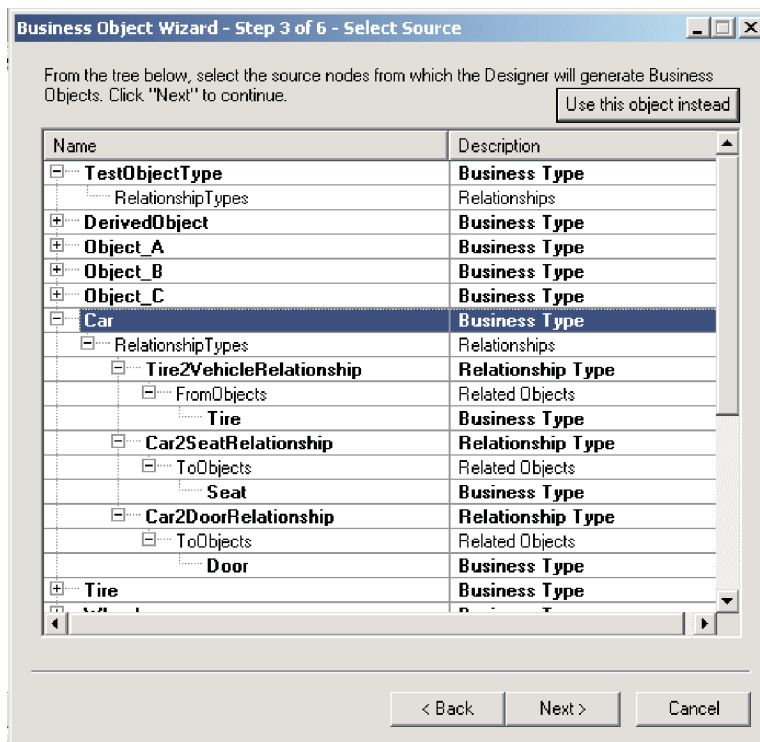 Business Object Wizard - Step 3 of 6 - Select Source
From the tree below, select the source nodes from which the Designer will generate Business
Objects. Click "Next" to continue.
Use this object instead
Name Description
TestObjectType Business Type
RelationshipTypes Relationships
DerivedObject Business Type
Object_A Business Type
Object_B Business Type
Object_C Business Type
Car Business Type
RelationshipTypes Relationships
Tire2VehicleRelationship Relationship Type
FromObjects Related Objects
Tire Business Type
Car2SeatRelationship Relationship Type
ToObjects Related Objects
Seat Business Type
Car2DoorRelationship Relationship Type
ToObjects Related Objects
Door Business Type
Tire Business Type
< Back Next > Cancel